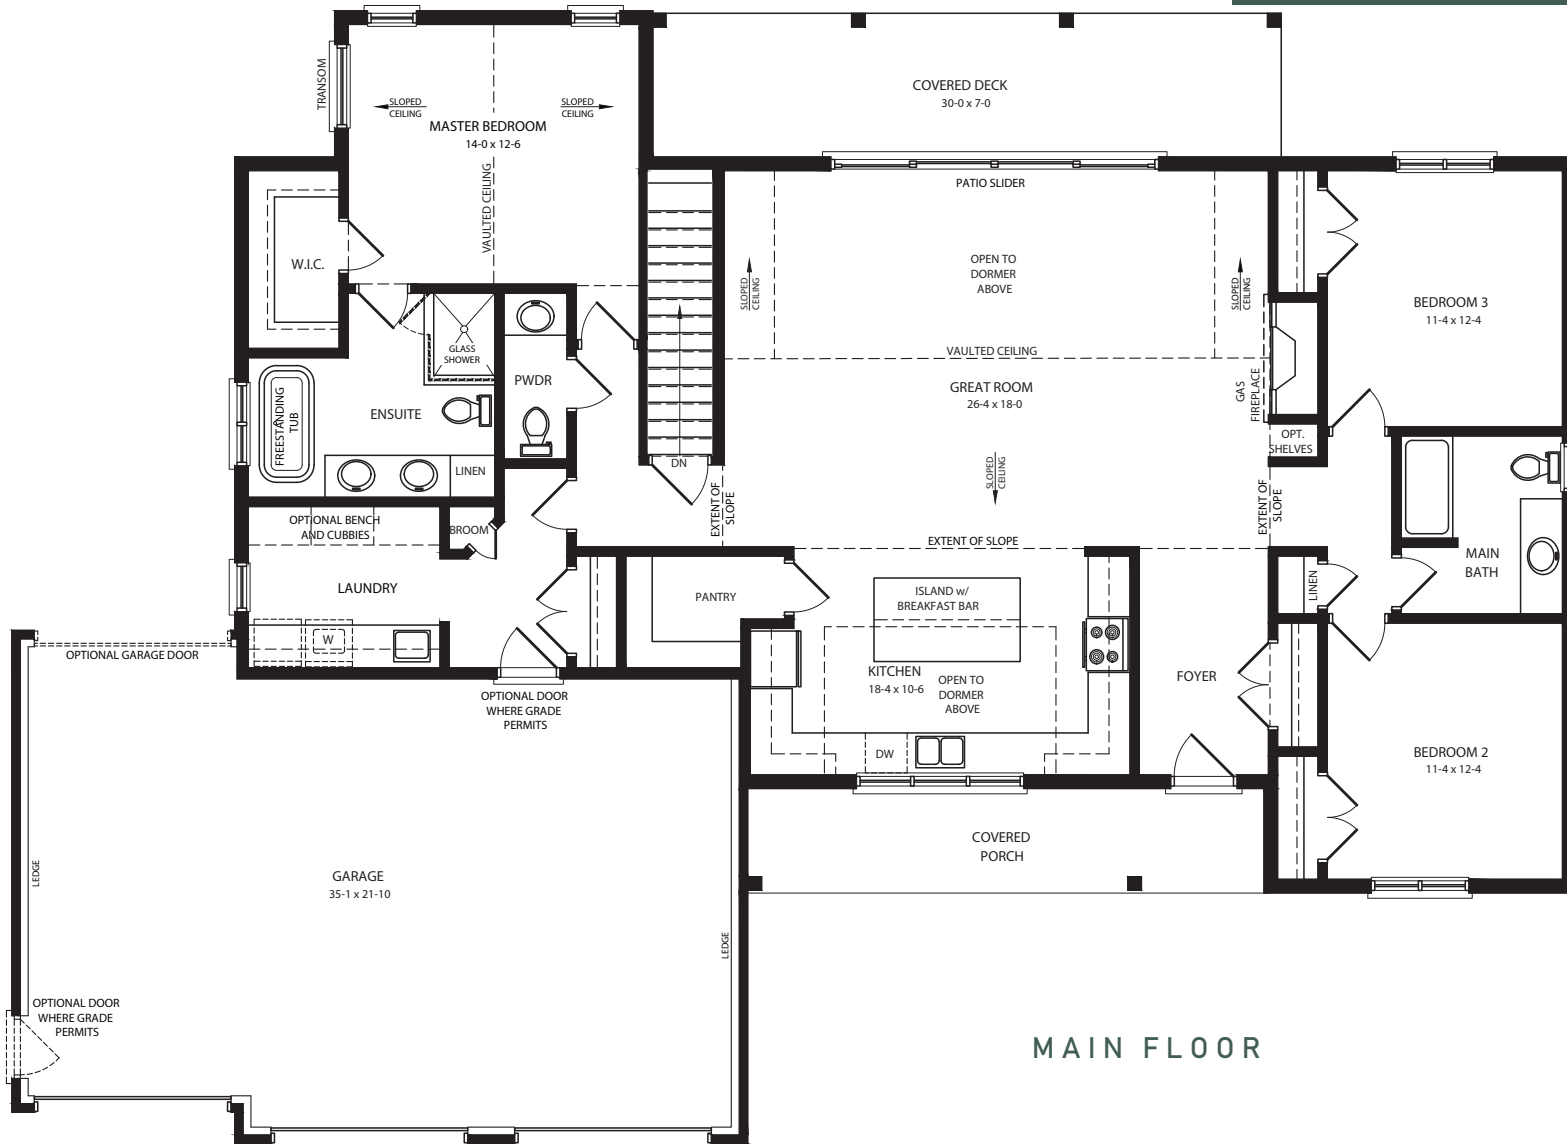 TRANSOM
SLOPED
CEILING
SLOPED
CEILING
MASTER BEDROOM
14-0 x 12-6
VAULTED CEILING
COVERED DECK
30-0 x 7-0
PATIO SLIDER
W.I.C.
OPEN TO
DORMER
ABOVE
SLOPED
CEILING
SLOPED
CEILING
BEDROOM 3
11-4 x 12-4
GLASS
SHOWER
VAULTED CEILING
PWDR
GREAT ROOM
26-4 x 18-0
GAS
FIREPLACE
FREESTANDING
TUB
ENSUITE
OPT.
SHELVES
LINEN
DN
SLOPED
CEILING
EXTENT OF
SLOPE
EXTENT OF
SLOPE
OPTIONAL BENCH
AND CUBBIES
BROOM
EXTENT OF SLOPE
MAIN
BATH
LAUNDRY
PANTRY
ISLAND w/
BREAKFAST BAR
LINEN
W
OPTIONAL GARAGE DOOR
KITCHEN
18-4 x 10-6
OPEN TO
DORMER
ABOVE
FOYER
OPTIONAL DOOR
WHERE GRADE
PERMITS
DW
BEDROOM 2
11-4 x 12-4
COVERED
PORCH
LEDGE
GARAGE
35-1 x 21-10
LEDGE
OPTIONAL DOOR
WHERE GRADE
PERMITS
MAIN FLOOR